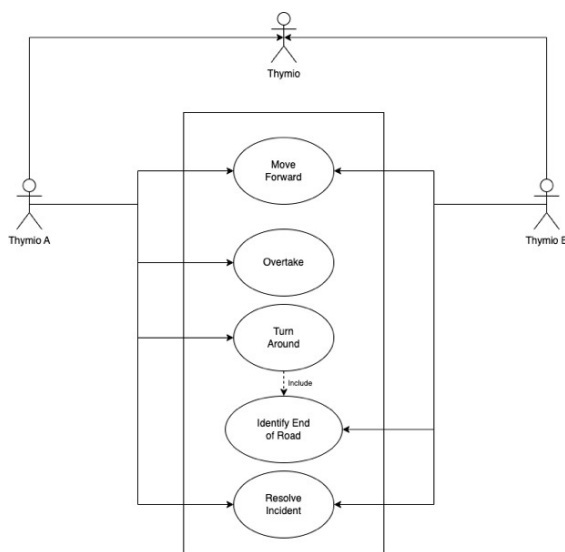 Thymio
Move
Forward
Thymio A
Thymio B
Overtake
Turn
Around
Include
Identify End
of Road
Resolve
Incident